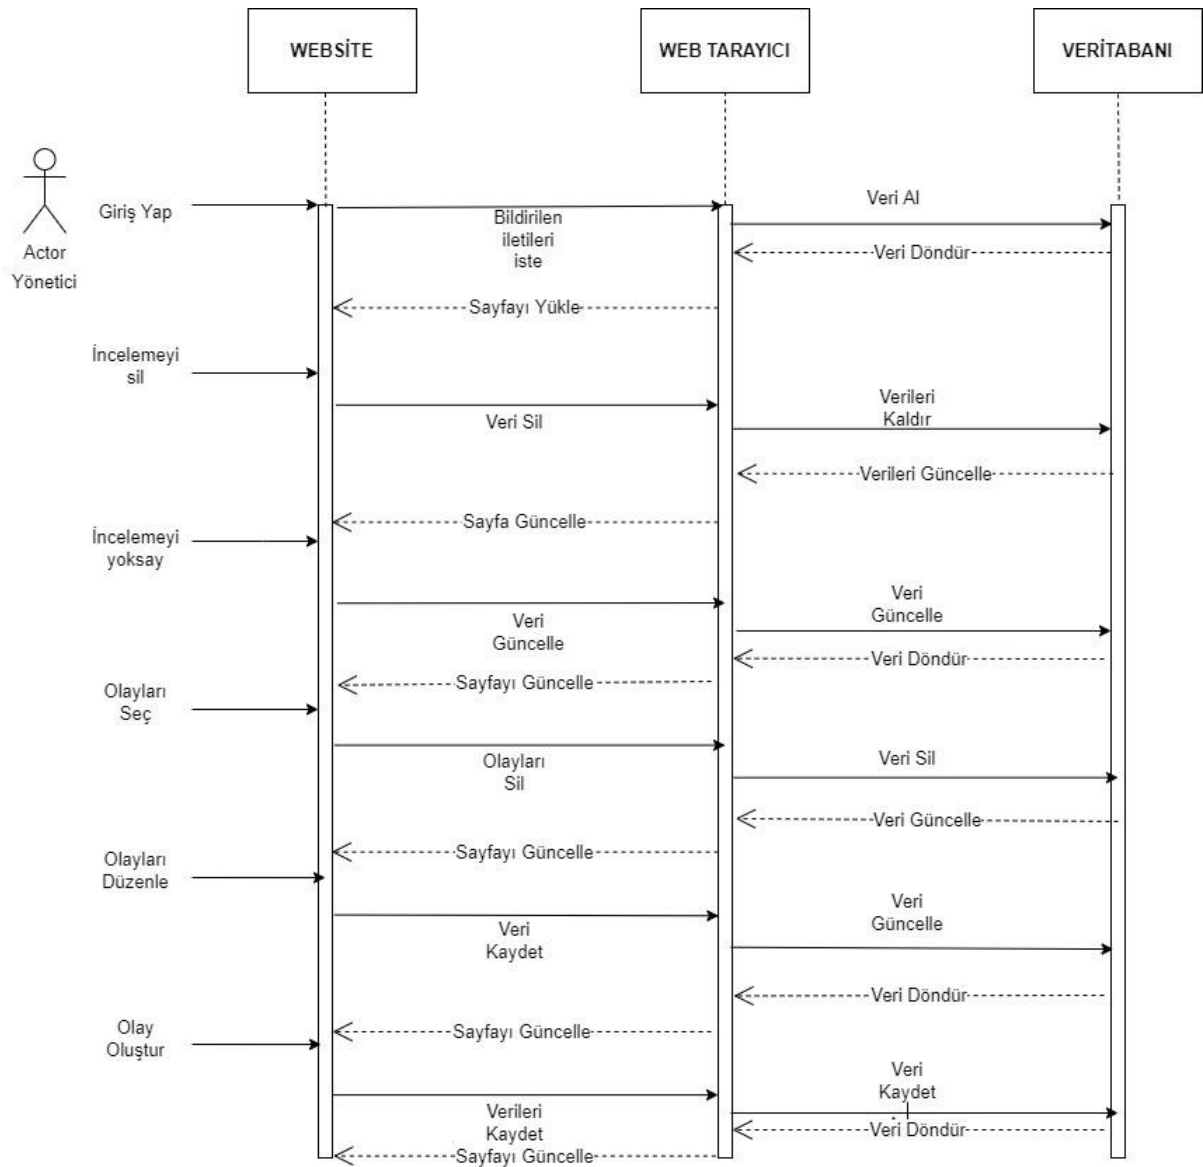 WEBSİTE
WEB TARAYICI
VERİTABANI
Actor
Yönetici
Giriş Yap
Bildirilen
iletileri
iste
Veri Al
Veri Döndür
Sayfayı Yükle
İncelemeyi
sil
Veri Sil
Verileri
Kaldır
Verileri Güncelle
Sayfa Güncelle
İncelemeyi
yoksay
Veri
Güncelle
Veri
Güncelle
Veri Döndür
Sayfayı Güncelle
Olayları
Seç
Olayları
Sil
Veri Sil
Veri Güncelle
Sayfayı Güncelle
Olayları
Düzenle
Veri
Kaydet
Veri
Güncelle
Veri Döndür
Sayfayı Güncelle
Olay
Oluştur
Verileri
Kaydet
Veri
Kaydet
Veri Döndür
Sayfayı Güncelle